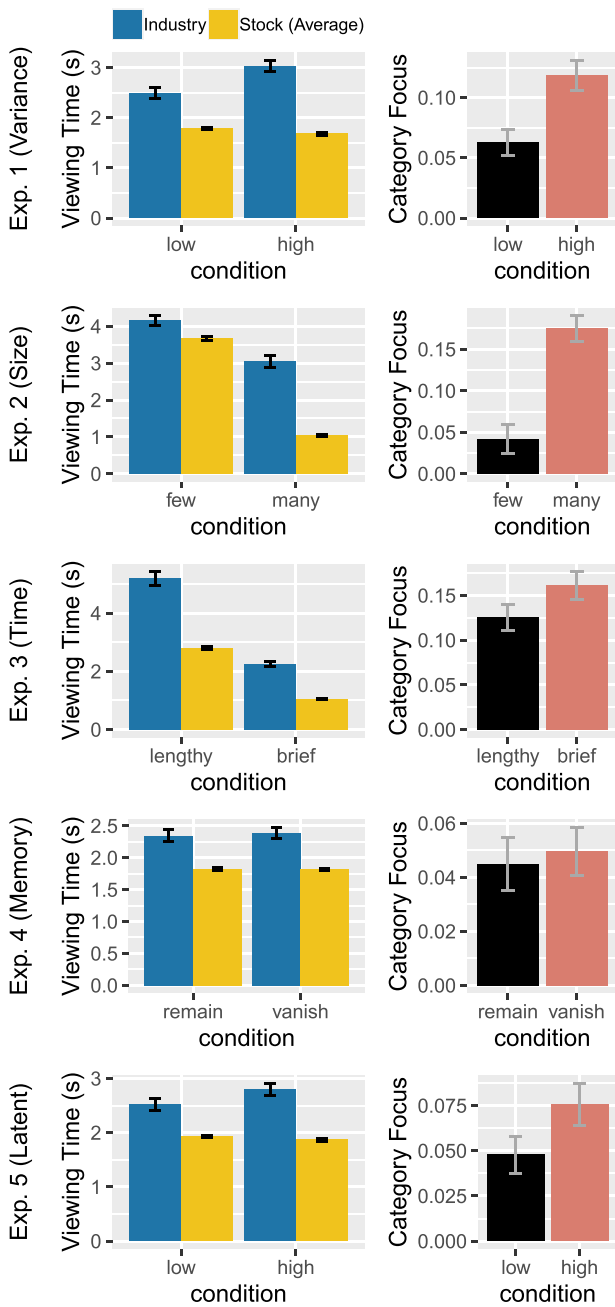 Industry Stock (Average)
Exp. 1 (Variance)
Viewing Time (s)
3
2
1
0
low high
condition
Category Focus
0.10
0.05
0.00
low high
condition
Exp. 2 (Size)
Viewing Time (s)
4
3
2
1
0
few many
condition
Category Focus
0.15
0.10
0.05
0.00
few many
condition
Exp. 3 (Time)
Viewing Time (s)
4
2
0
lengthy brief
condition
Category Focus
0.15
0.10
0.05
0.00
lengthy brief
condition
Exp. 4 (Memory)
Viewing Time (s)
2.5
2.0
1.5
1.0
0.5
0.0
remain vanish
condition
Category Focus
0.06
0.04
0.02
0.00
remain vanish
condition
Exp. 5 (Latent)
Viewing Time (s)
3
2
1
0
low high
condition
Category Focus
0.075
0.050
0.025
0.000
low high
condition